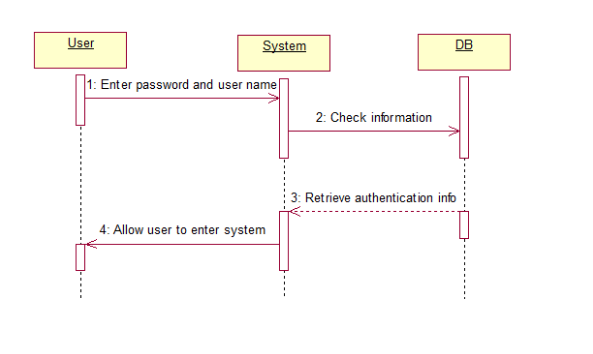 User
System
DB
1: Enter password and user name
2: Check information
3: Retrieve authentication info
4: Allow user to enter system